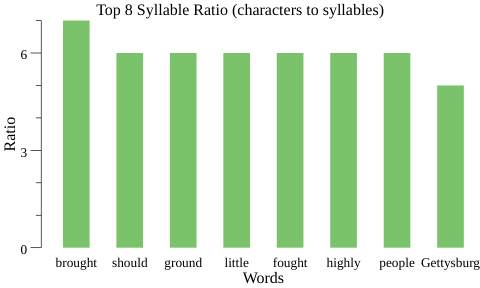 Top 8 Syllable Ratio (characters to syllables)
6
3
0
Ratio
brought should ground little fought highly people Gettysburg
Words